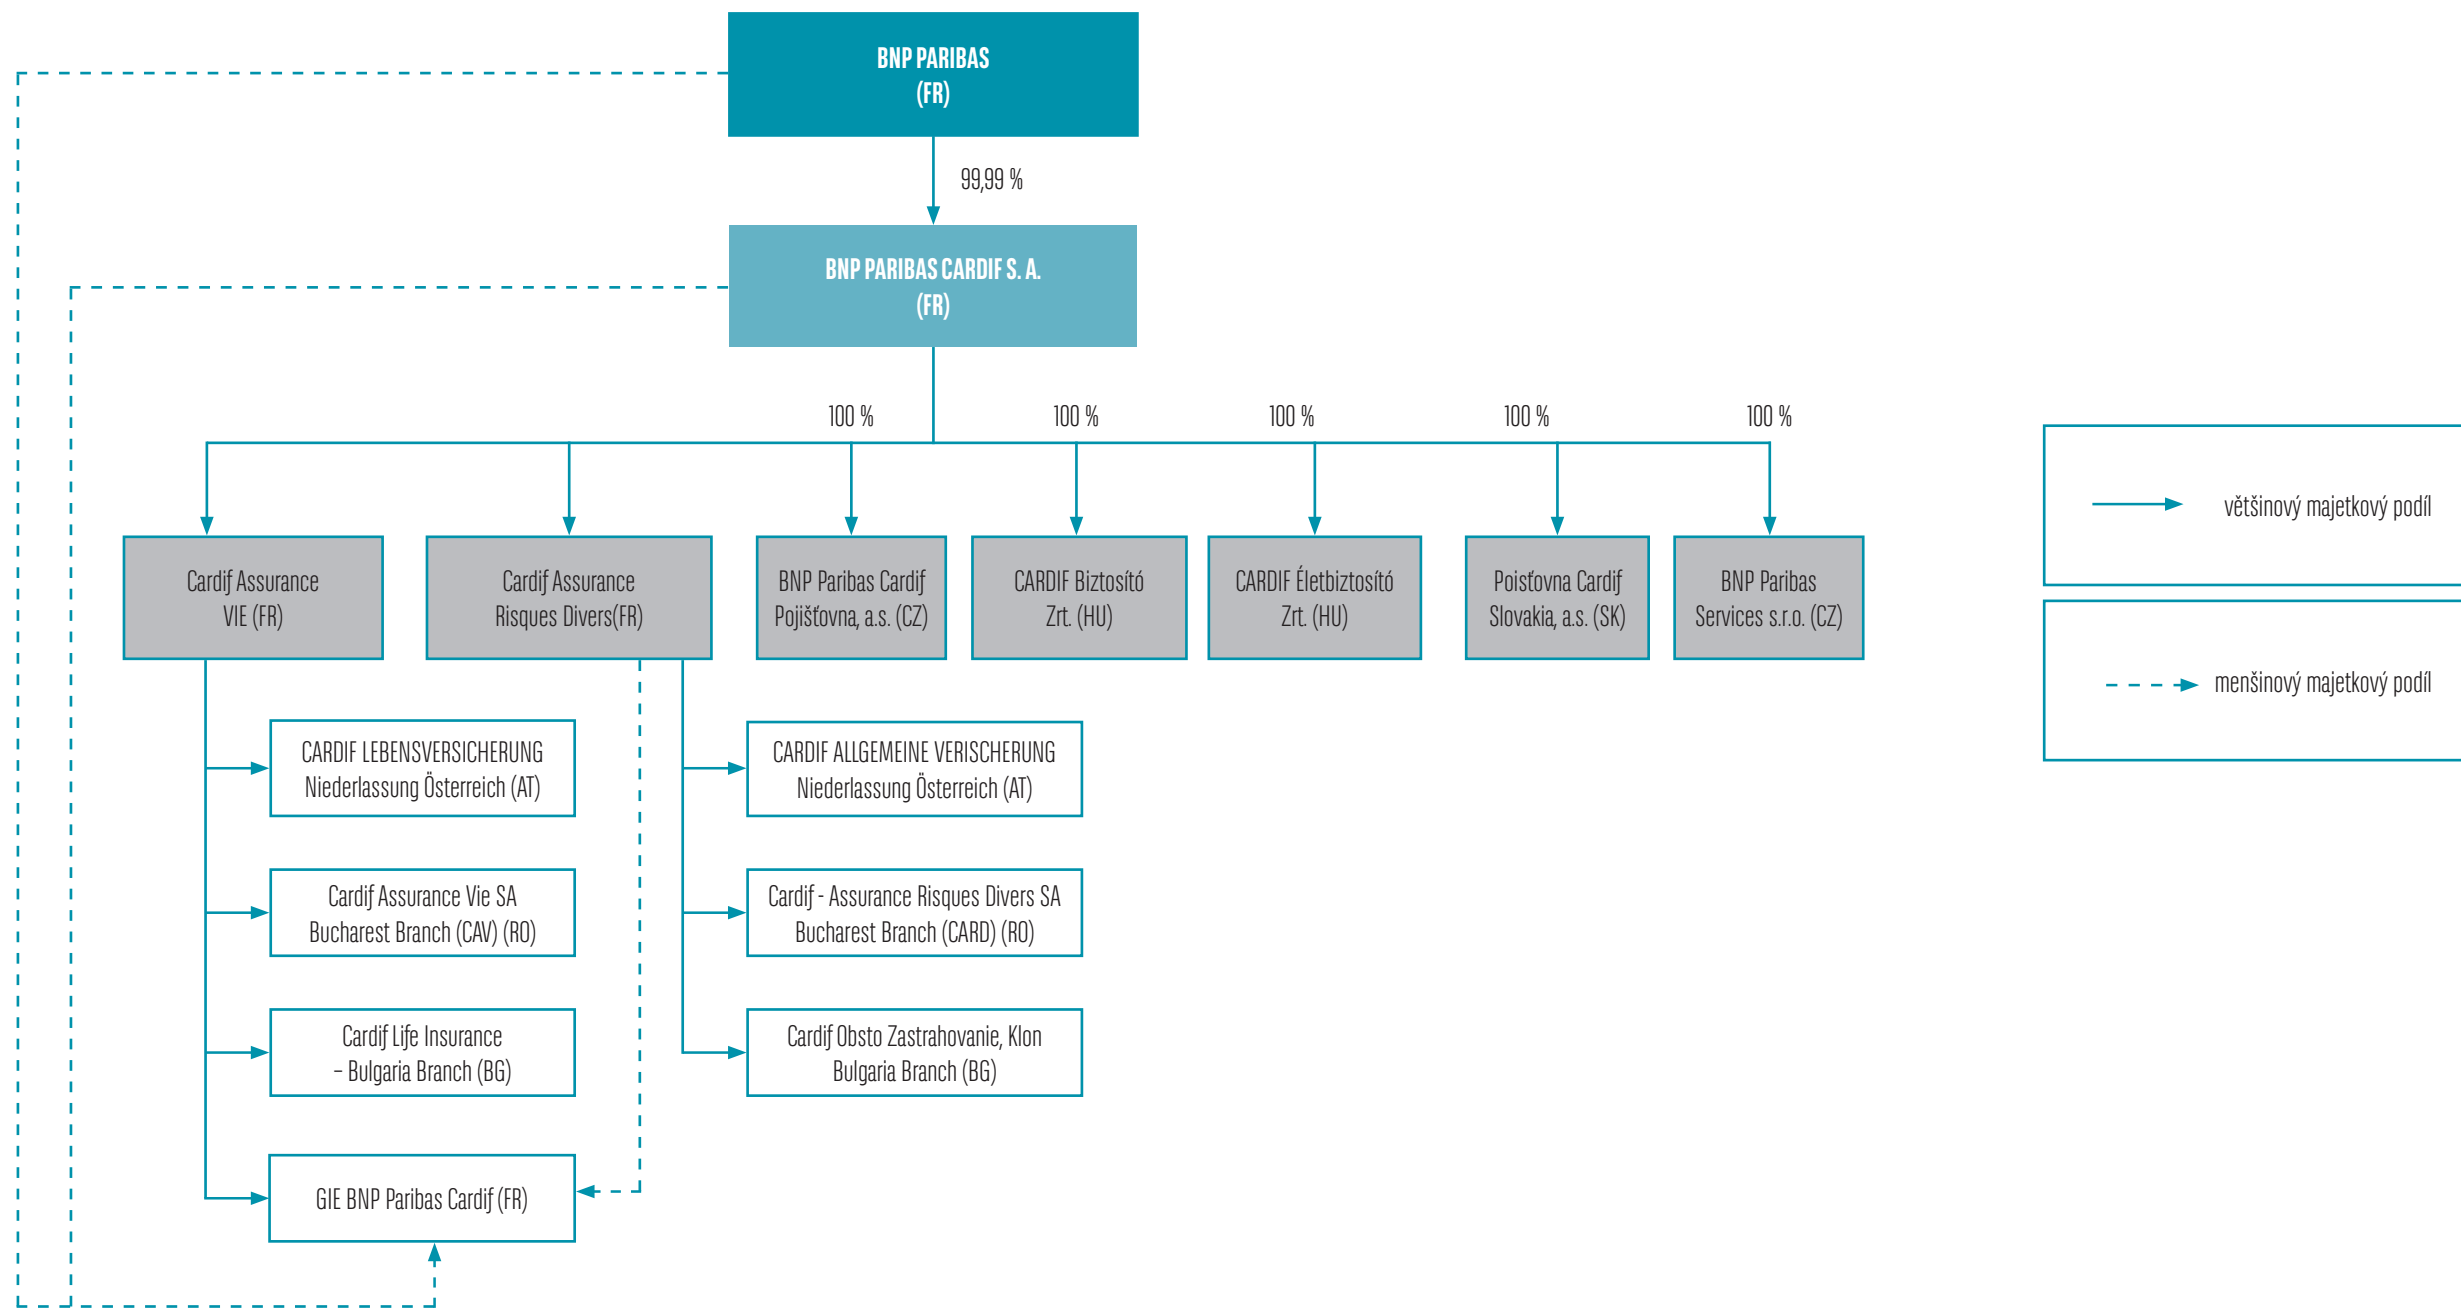 BNP PARIBAS
(FR)
99,99 %
BNP PARIBAS CARDIF S. A.
(FR)
100 %
100 %
100 %
100 %
100 %
Cardif Assurance
VIE (FR)
Cardif Assurance
Risques Divers(FR)
BNP Paribas Cardif
Pojišťovna, a.s. (CZ)
CARDIF Biztosító
Zrt. (HU)
CARDIF Életbiztosító
Zrt. (HU)
Poisťovna Cardif
Slovakia, a.s. (SK)
BNP Paribas
Services s.r.o. (CZ)
většinový majetkový podíl
menšinový majetkový podíl
CARDIF LEBENSVERSICHERUNG
Niederlassung Österreich (AT)
CARDIF ALLGEMEINE VERISCHERUNG
Niederlassung Österreich (AT)
Cardif Assurance Vie SA
Bucharest Branch (CAV) (RO)
Cardif - Assurance Risques Divers SA
Bucharest Branch (CARD) (RO)
Cardif Life Insurance
– Bulgaria Branch (BG)
Cardif Obsto Zastrahovanie, Klon
Bulgaria Branch (BG)
GIE BNP Paribas Cardif (FR)